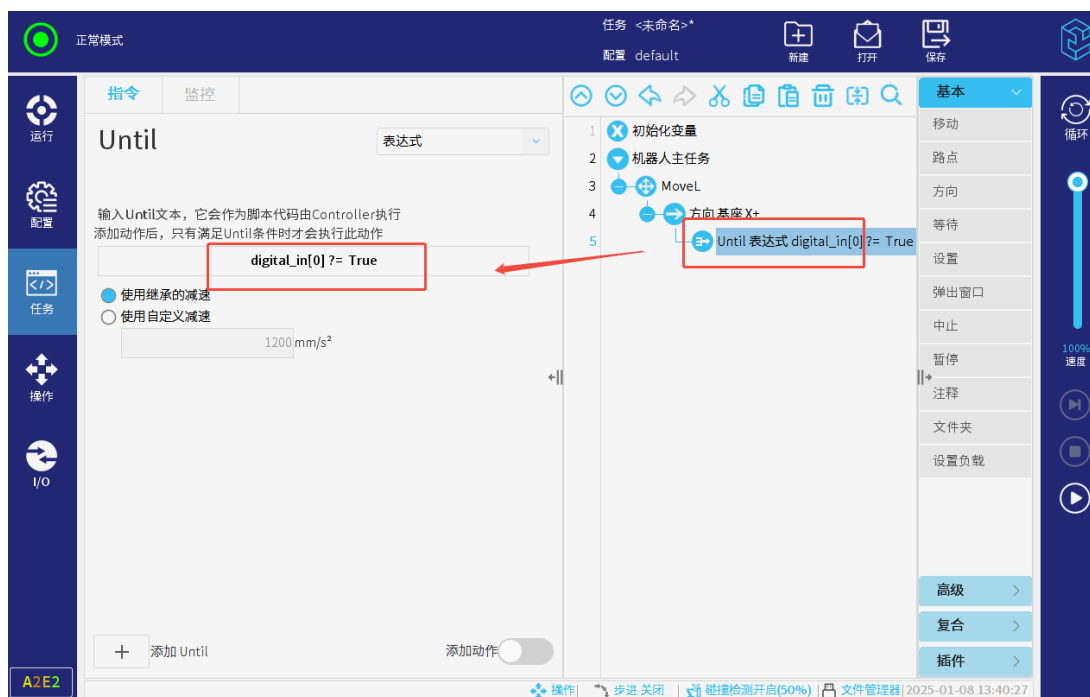 正常模式
任务 <未命名>*
配置 default
新建
打开
保存
运行
配置
任务
操作
I/O
A2E2
指令
监控
Until
表达式
输入Until文本，它会作为脚本代码由Controller执行
添加动作后，只有满足Until条件时才会执行此动作
digital_in[0] ?= True
使用继承的减速
使用自定义减速
1200 mm/s²
添加 Until
添加动作
1 初始化变量
2 机器人主任务
3 MoveL
4 方向 基座 X+
5 Until 表达式 digital_in[0] ?= True
基本
移动
路点
方向
等待
设置
弹出窗口
中止
暂停
注释
文件夹
设置负载
高级
复合
插件
循环
100%
速度
操作
步进 关闭
碰撞检测开启(50%)
文件管理器
2025-01-08 13:40:27